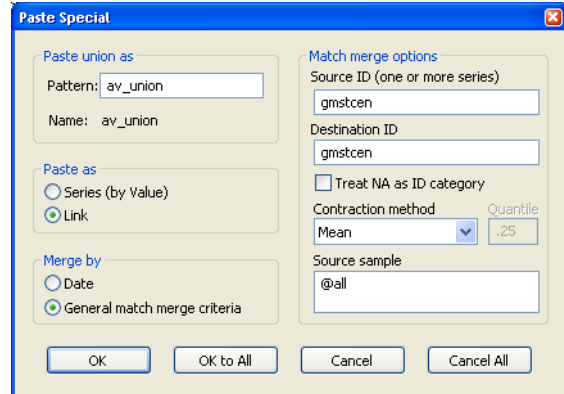 Paste Special
Paste union as
Pattern: av_union
Name: av_union
Paste as
Series (by Value)
Link
Merge by
Date
General match merge criteria
Match merge options
Source ID (one or more series)
gmstcen
Destination ID
gmstcen
Treat NA as ID category
Contraction method Quantile
Mean .25
Source sample
@all
OK OK to All Cancel Cancel All